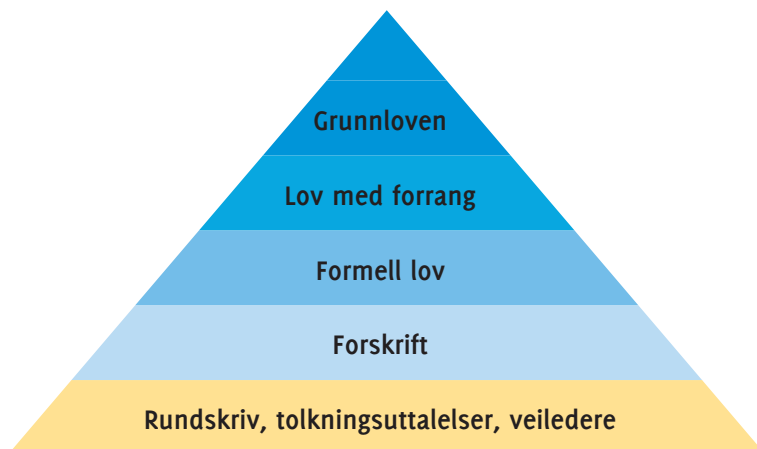 Grunnloven
Lov med forrang
Formell lov
Forskrift
Rundskriv, tolkningsuttalelser, veiledere